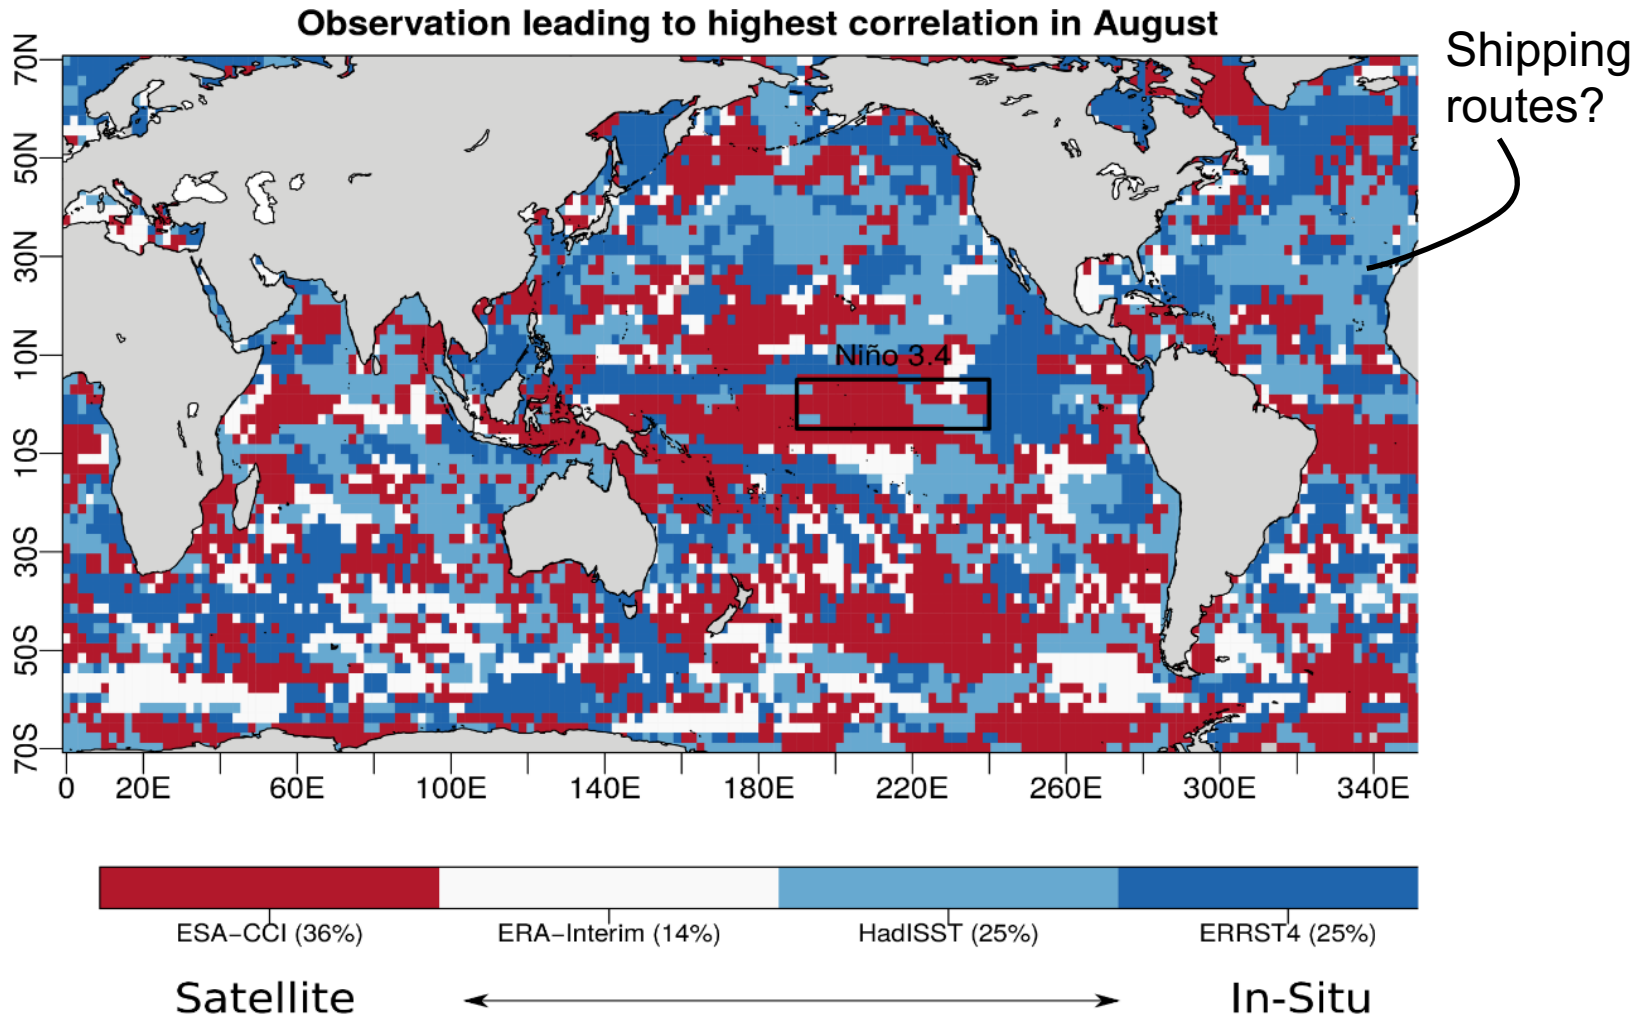 Observation leading to highest correlation in August
Shipping
routes?
70N
50N
30N
10N
10S
30S
50S
70S
Niño 3.4
0 20E 60E 100E 140E 180E 220E 260E 300E 340E
ESA−CCI (36%) ERA−Interim (14%) HadISST (25%) ERRST4 (25%)
Satellite In-Situ